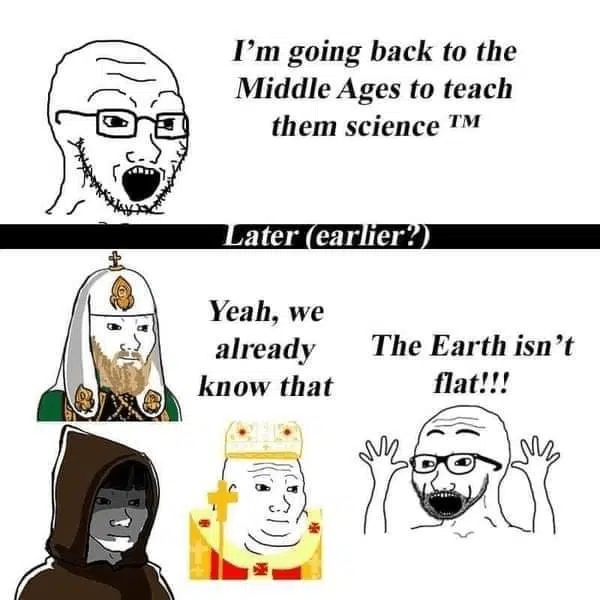 I'm going back to the
Middle Ages to teach
them science ™
Later (earlier?)
Yeah, we
already
know that
The Earth isn't
flat!!!